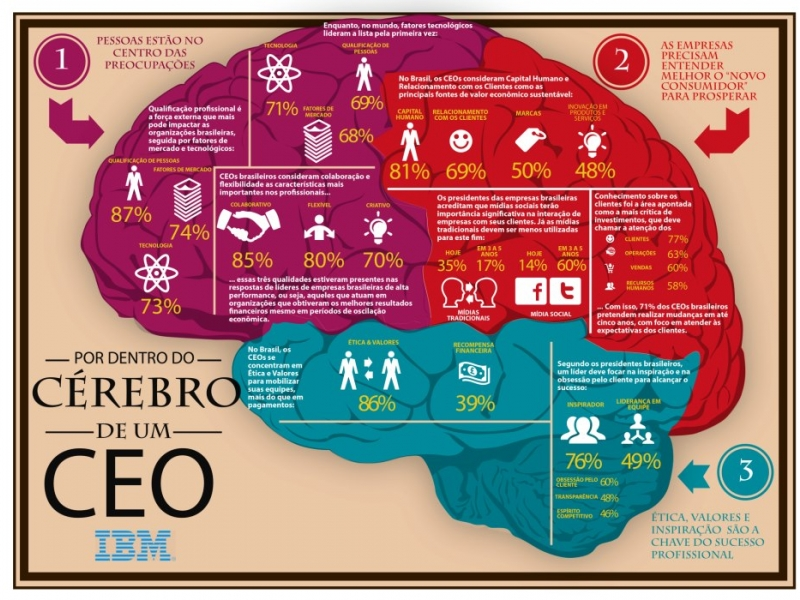 1
PESSOAS ESTÃO NO
CENTRO DAS
PREOCUPAÇÕES
Enquanto, no mundo, fatores tecnológicos
lideram a lista pela primeira vez:
TECNOLOGIA
71%
FATORES DE
MERCADO
68%
QUALIFICAÇÃO DE
PESSOAS
69%
Qualificação profissional é a
força externa que mais
pode impactar as
organizações brasileiras,
seguida por fatores de
mercado e tecnológicos:
QUALIFICAÇÃO DE PESSOAS
87%
FATORES DE MERCADO
74%
TECNOLOGIA
73%
CEOs brasileiros consideram colaboração e
flexibilidade as características mais
importantes nos profissionais...
COLABORATIVO
85%
FLEXÍVEL
80%
CRIATIVO
70%
... essas três qualidades estiveram presentes nas
respostas de líderes de empresas brasileiras de alta
performance, ou seja, aqueles que atuam em
organizações que obtiveram os melhores resultados
financeiros mesmo em períodos de oscilação
econômica.
2
AS EMPRESAS
PRECISAM
ENTENDER
MELHOR O "NOVO
CONSUMIDOR"
PARA PROSPERAR
No Brasil, os CEOs consideram Capital Humano e
Relacionamento com os Clientes como as
principais fontes de valor econômico sustentável:
CAPITAL
HUMANO
81%
RELACIONAMENTO
COM OS CLIENTES
69%
MARCAS
50%
INOVAÇÃO EM
PRODUTOS E
SERVIÇOS
48%
Os presidentes das empresas brasileiras
acreditam que mídias sociais terão
importância significativa na interação de
empresas com seus clientes. Já as mídias
tradicionais devem ser menos utilizadas
para este fim:
HOJE
35%
EM 3 A 5
ANOS
17%
MÍDIAS
TRADICIONAIS
HOJE
14%
EM 3 A 5
ANOS
60%
f t
MÍDIA SOCIAL
Conhecimento sobre os
clientes foi a área apontada
como a mais crítica de
investimentos, que deve
chamar a atenção dos
CLIENTES 77%
OPERAÇÕES 63%
VENDAS 60%
RECURSOS
HUMANOS 58%
... Com isso, 71% dos CEOs brasileiros
pretendem realizar mudanças em até
cinco anos, com foco em atender às
expectativas dos clientes.
POR DENTRO DO
CÉREBRO
DE UM
CEO
IBM
No Brasil, os
CEOs se
concentram em
Ética e Valores
para mobilizar
suas equipes,
mais do que em
pagamentos:
ÉTICA & VALORES
86%
RECOMPENSA
FINANCEIRA
39%
Segundo os presidentes brasileiros,
um líder deve focar na inspiração e na
obsessão pelo cliente para alcançar o
sucesso:
INSPIRADOR
76%
LIDERANÇA EM
EQUIPE
49%
OBSESSÃO PELO
CLIENTE 60%
TRANSPARÊNCIA 48%
ESPÍRITO
COMPETITIVO 46%
3
ÉTICA, VALORES E
INSPIRAÇÃO SÃO A
CHAVE DO SUCESSO
PROFISSIONAL